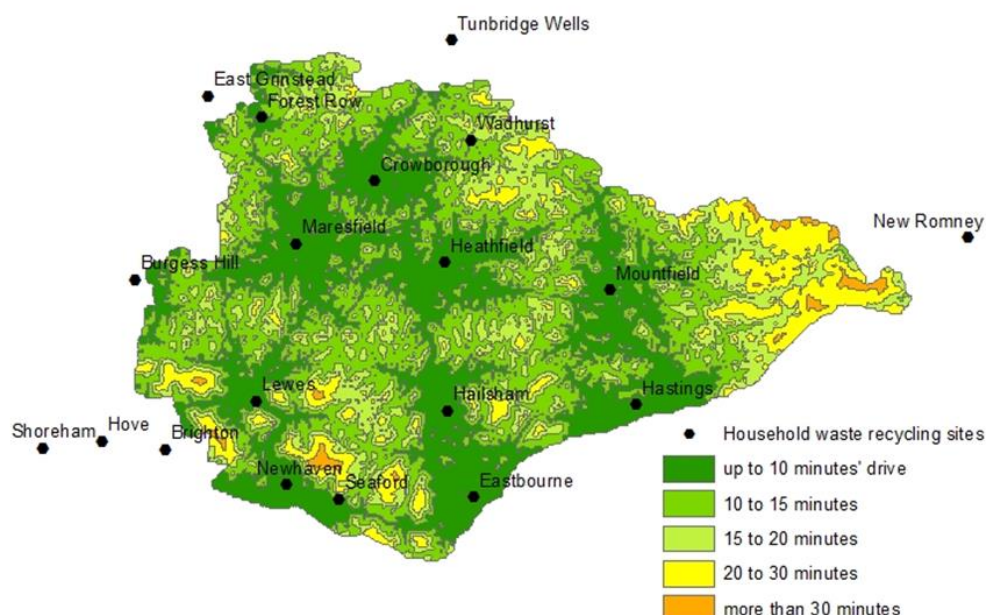 Tunbridge Wells
East Grinstead
Forest Row
Wadhurst
Crowborough
New Romney
Maresfield
Heathfield
Burgess Hill
Mountfield
Lewes
Hailsham
Hastings
Shoreham
Hove
Brighton
Household waste recycling sites
Newhaven
Seaford
Eastbourne
up to 10 minutes' drive
10 to 15 minutes
15 to 20 minutes
20 to 30 minutes
more than 30 minutes